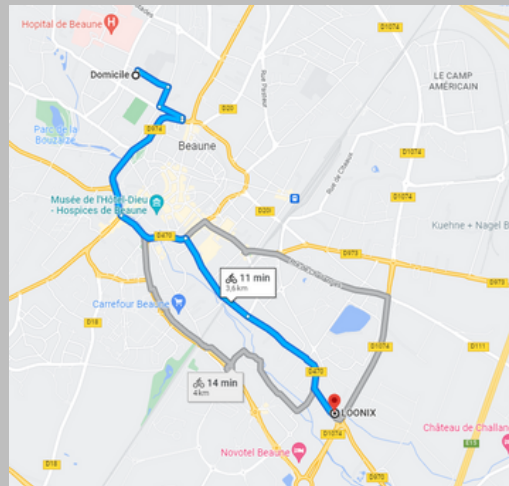 Hopital de Beaune
Domicile
D20
Rue Pasteur
LE CAMP
AMÉRICAIN
D974
Parc de la
Bouzaize
Beaune
D1074
Rue de Chaux
Musée de l'Hôtel-Dieu
- Hospices de Beaune
D20
D1074
Kuehne + Nagel B
D470
D973
D973
11 min
3,6 km
Carrefour Beaune
D18
D1074
D111
D470
14 min
4 km
LOONIX
D1074
Château de Challan
E15
Novotel Beaune
D18
D970